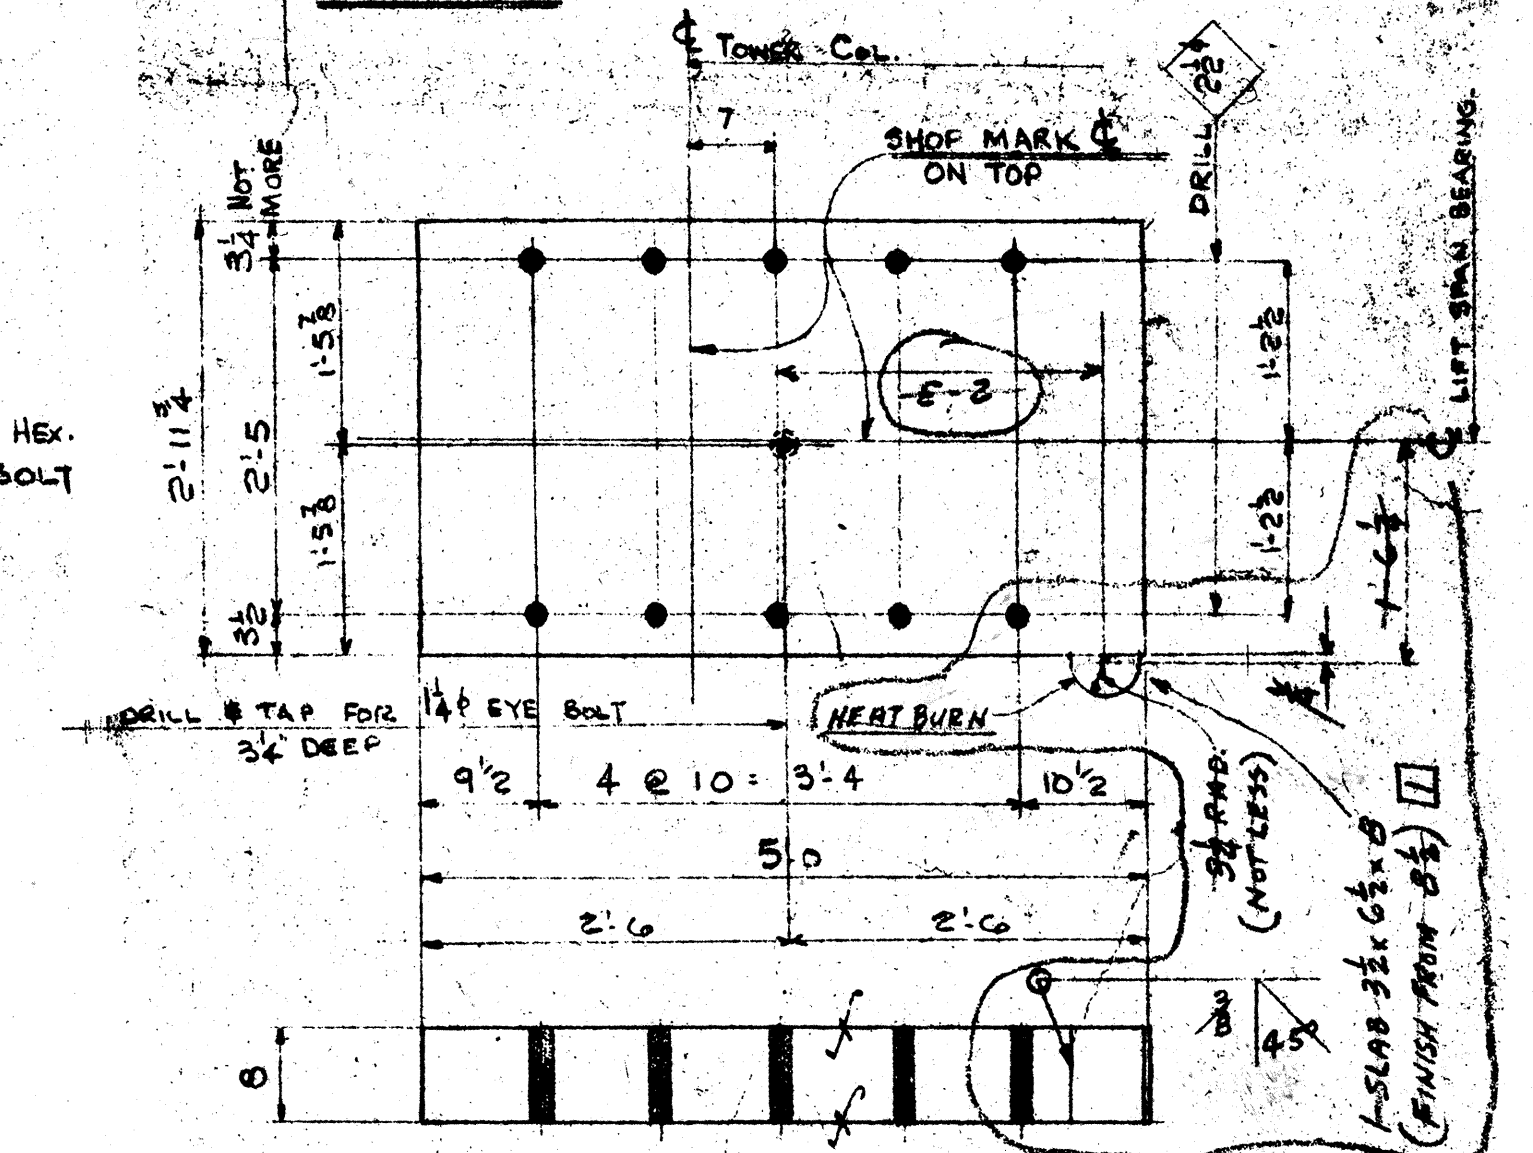 ℄ TOWER COL.
2 1/2 φ
7
SHOP MARK ℄
ON TOP
DRILL
LIFT SPAN BEARING.
3 1/4 NOT
MORE
1'-5 7/8
1'-2 1/2
2'-11 3/4
2'-5
HEX.
BOLT
1'-5 7/8
1'-2 1/2
1'-6 1/2
3 1/2
DRILL & TAP FOR 1 1/4 φ EYE BOLT
3 1/4" DEEP
HEAT BURN
9 1/2
4 @ 10 = 3'-4
10 1/2
3 1/4 RAD.
(NOT LESS)
5'-0
2'-6
2'-6
1-SLAB 3 1/2 x 6 1/2 x 8
(FINISH FROM 8 1/2) 1
8
45°